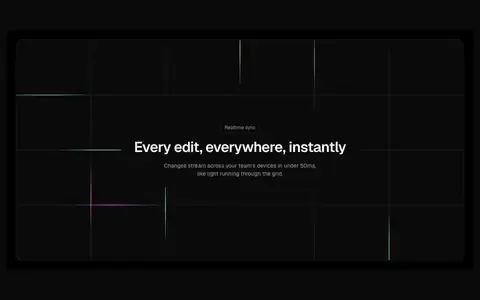 Realtime sync
Every edit, everywhere, instantly
Changes stream across your team's devices in under 50ms,
like light running through the grid.